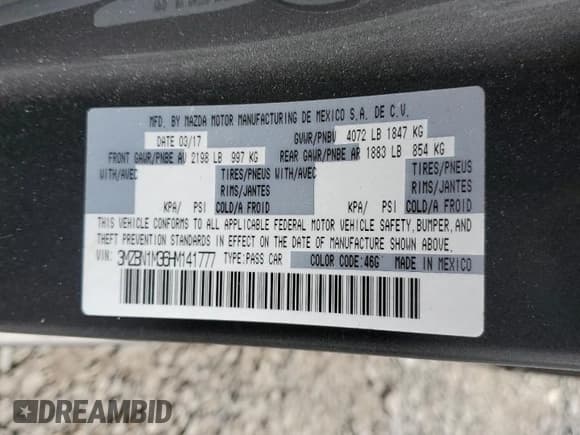 MFD. BY MAZDA MOTOR MANUFACTURING DE MEXICO S.A. DE C.V.
DATE 03/17 GVWR/PNBV 4072 LB 1847 KG
FRONT GAWR/PNBE AV 2198 LB 997 KG REAR GAWR/PNBE AR 1883 LB 854 KG
WITH/AVEC TIRES/PNEUS WITH/AVEC TIRES/PNEUS
RIMS/JANTES RIMS/JANTES
KPA/ PSI COLD/A FROID KPA/ PSI COLD/A FROID
THIS VEHICLE CONFORMS TO ALL APPLICABLE FEDERAL MOTOR VEHICLE SAFETY, BUMPER, AND
THEFT PREVENTION STANDARDS IN EFFECT ON THE DATE OF MANUFACTURE SHOWN ABOVE.
VIN: 3MZBN1M36HM141777 TYPE:PASS CAR COLOR CODE:46G MADE IN MEXICO
DREAMBID